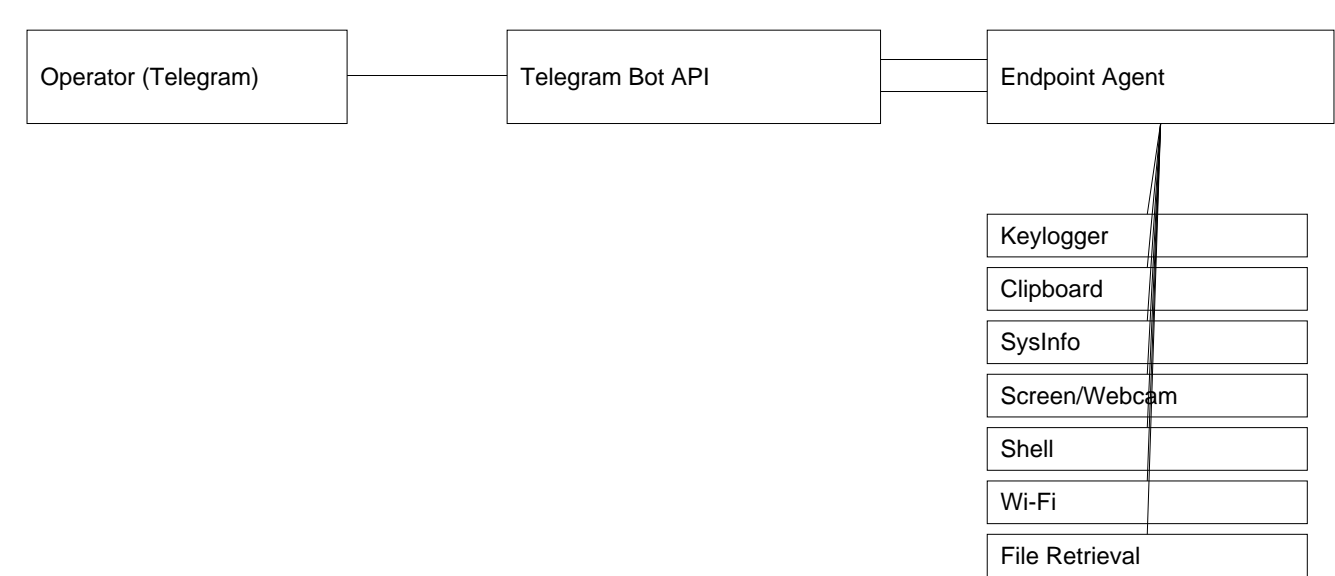 Operator (Telegram)
Telegram Bot API
Endpoint Agent
Keylogger
Clipboard
SysInfo
Screen/Webcam
Shell
Wi-Fi
File Retrieval